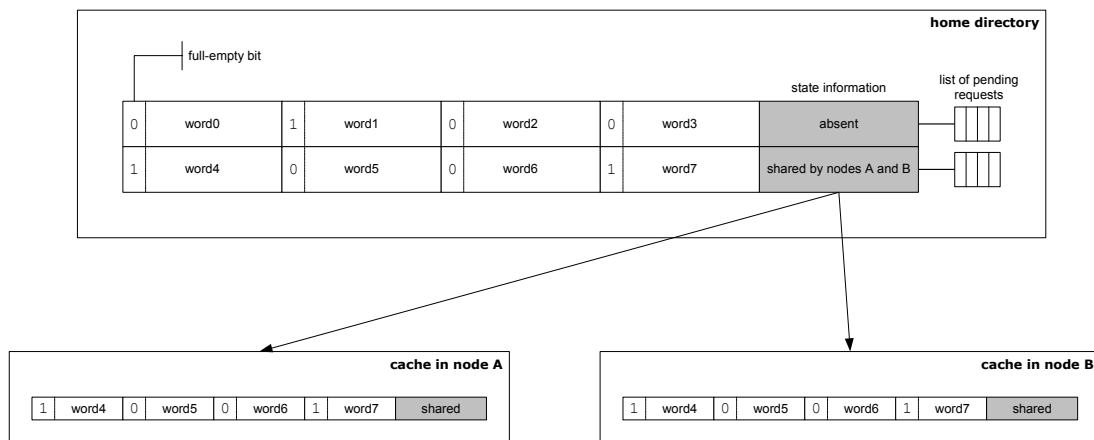 home directory
full-empty bit
state information
list of pending
requests
0 word0 1 word1 0 word2 0 word3 absent
1 word4 0 word5 0 word6 1 word7 shared by nodes A and B
cache in node A
1 word4 0 word5 0 word6 1 word7 shared
cache in node B
1 word4 0 word5 0 word6 1 word7 shared